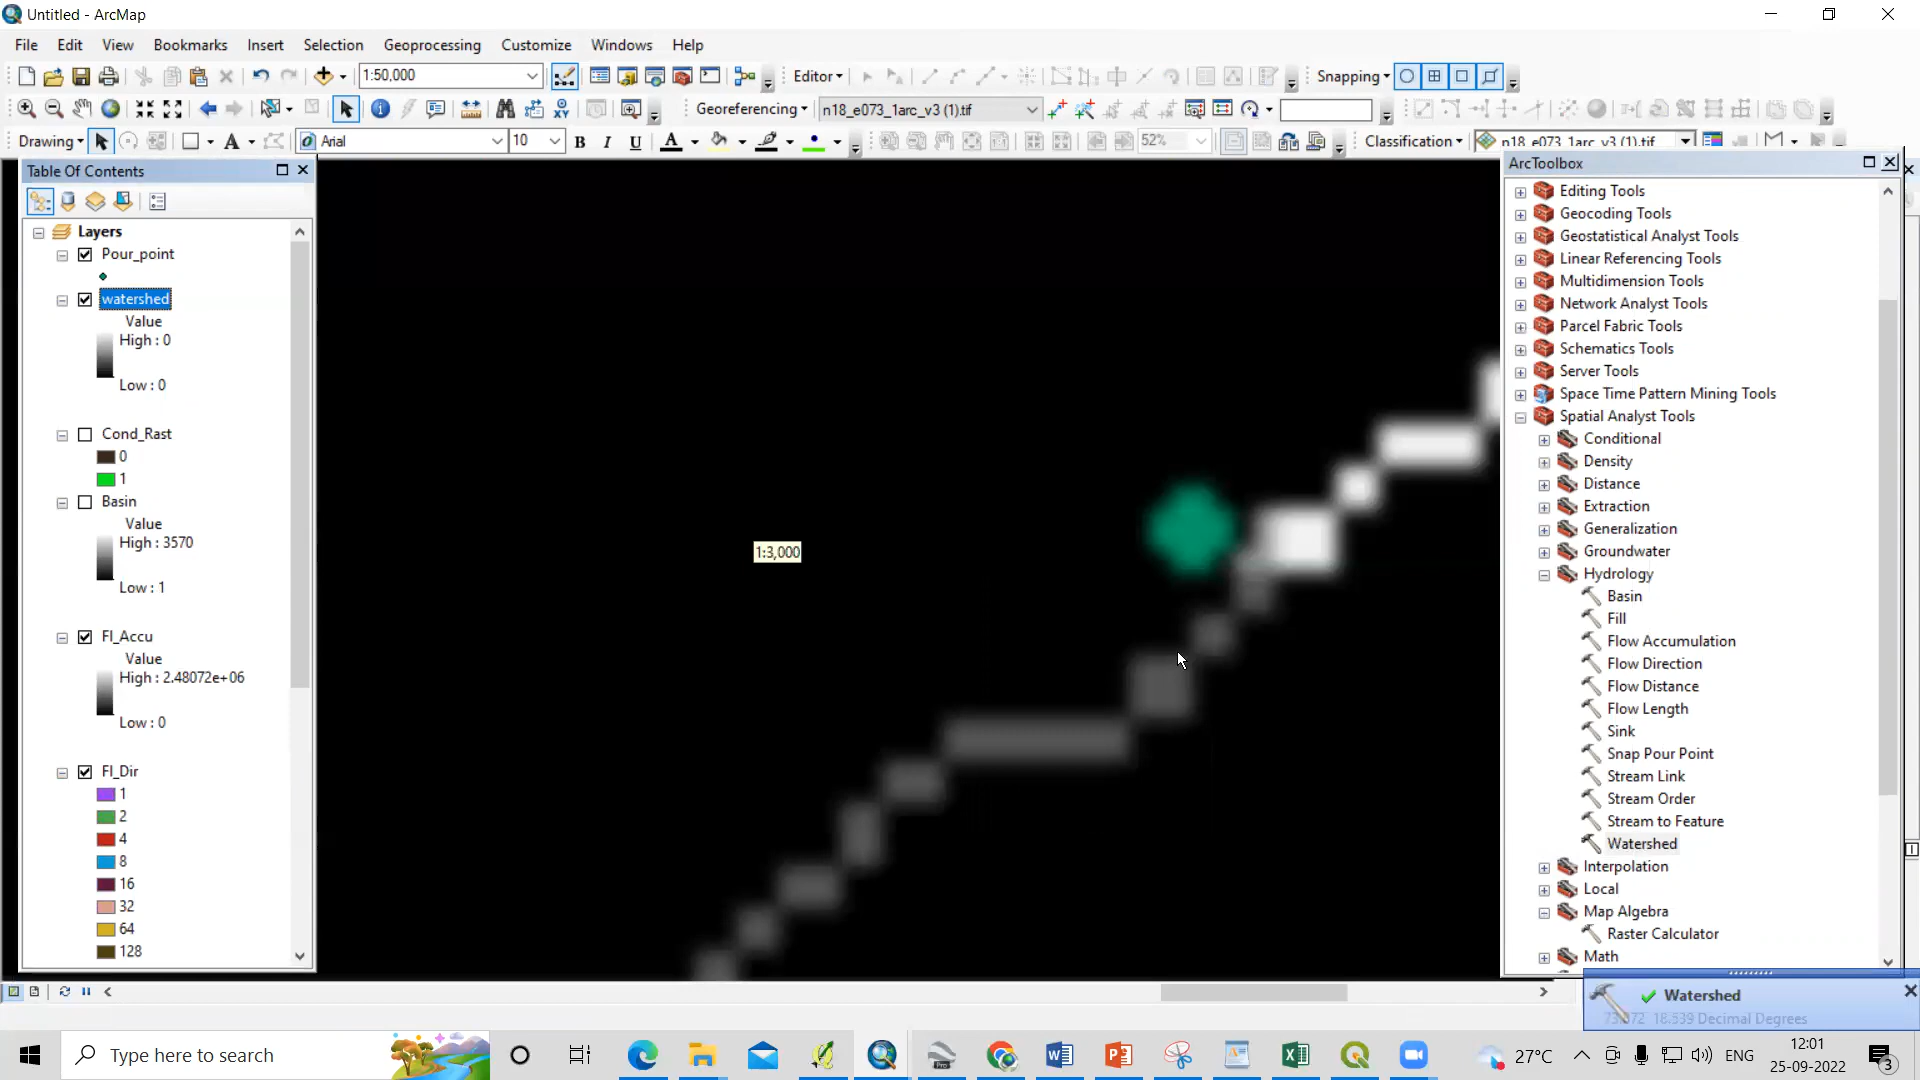 Untitled - ArcMap
File Edit View Bookmarks Insert Selection Geoprocessing Customize Windows Help
1:50,000 Editor Snapping
Georeferencing n18_e073_1arc_v3 (1).tif
Drawing Arial 10 B I U A 52% Classification n18_e073_1arc_v3 (1).tif
Table Of Contents
Layers
Pour_point
watershed
Value
High : 0
Low : 0
Cond_Rast
0
1
Basin
Value
High : 3570
Low : 1
Fl_Accu
Value
High : 2.48072e+06
Low : 0
Fl_Dir
1
2
4
8
16
32
64
128
1:3,000
ArcToolbox
Editing Tools
Geocoding Tools
Geostatistical Analyst Tools
Linear Referencing Tools
Multidimension Tools
Network Analyst Tools
Parcel Fabric Tools
Schematics Tools
Server Tools
Space Time Pattern Mining Tools
Spatial Analyst Tools
Conditional
Density
Distance
Extraction
Generalization
Groundwater
Hydrology
Basin
Fill
Flow Accumulation
Flow Direction
Flow Distance
Flow Length
Sink
Snap Pour Point
Stream Link
Stream Order
Stream to Feature
Watershed
Interpolation
Local
Map Algebra
Raster Calculator
Math
Watershed
18.539 Decimal Degrees
Type here to search
27°C ENG
12:01
25-09-2022
3